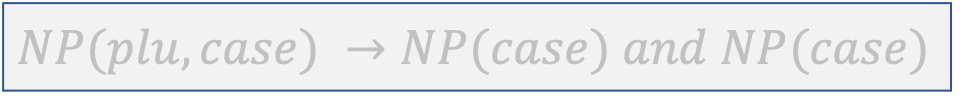 NP(plu, case) → NP(case) and NP(case)